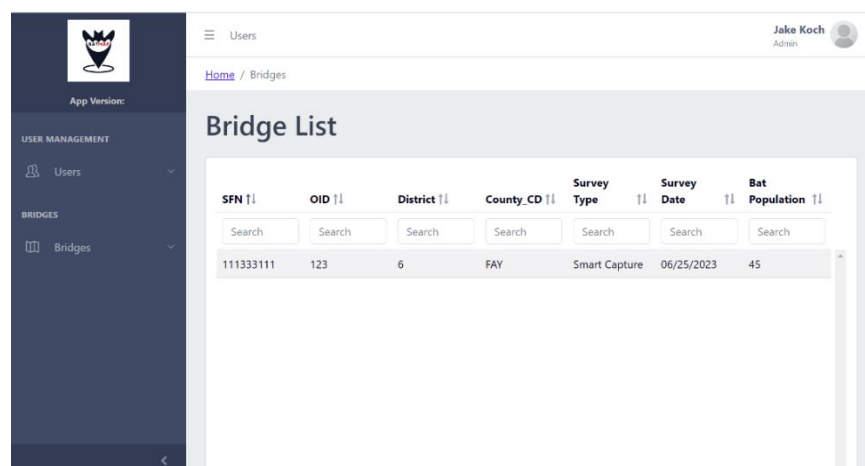 BATMAP
App Version:
USER MANAGEMENT
Users
BRIDGES
Bridges
Users
Jake Koch
Admin
Home / Bridges
Bridge List
SFN OID District County_CD Survey Type Survey Date Bat Population
Search Search Search Search Search Search Search
111333111 123 6 FAY Smart Capture 06/25/2023 45